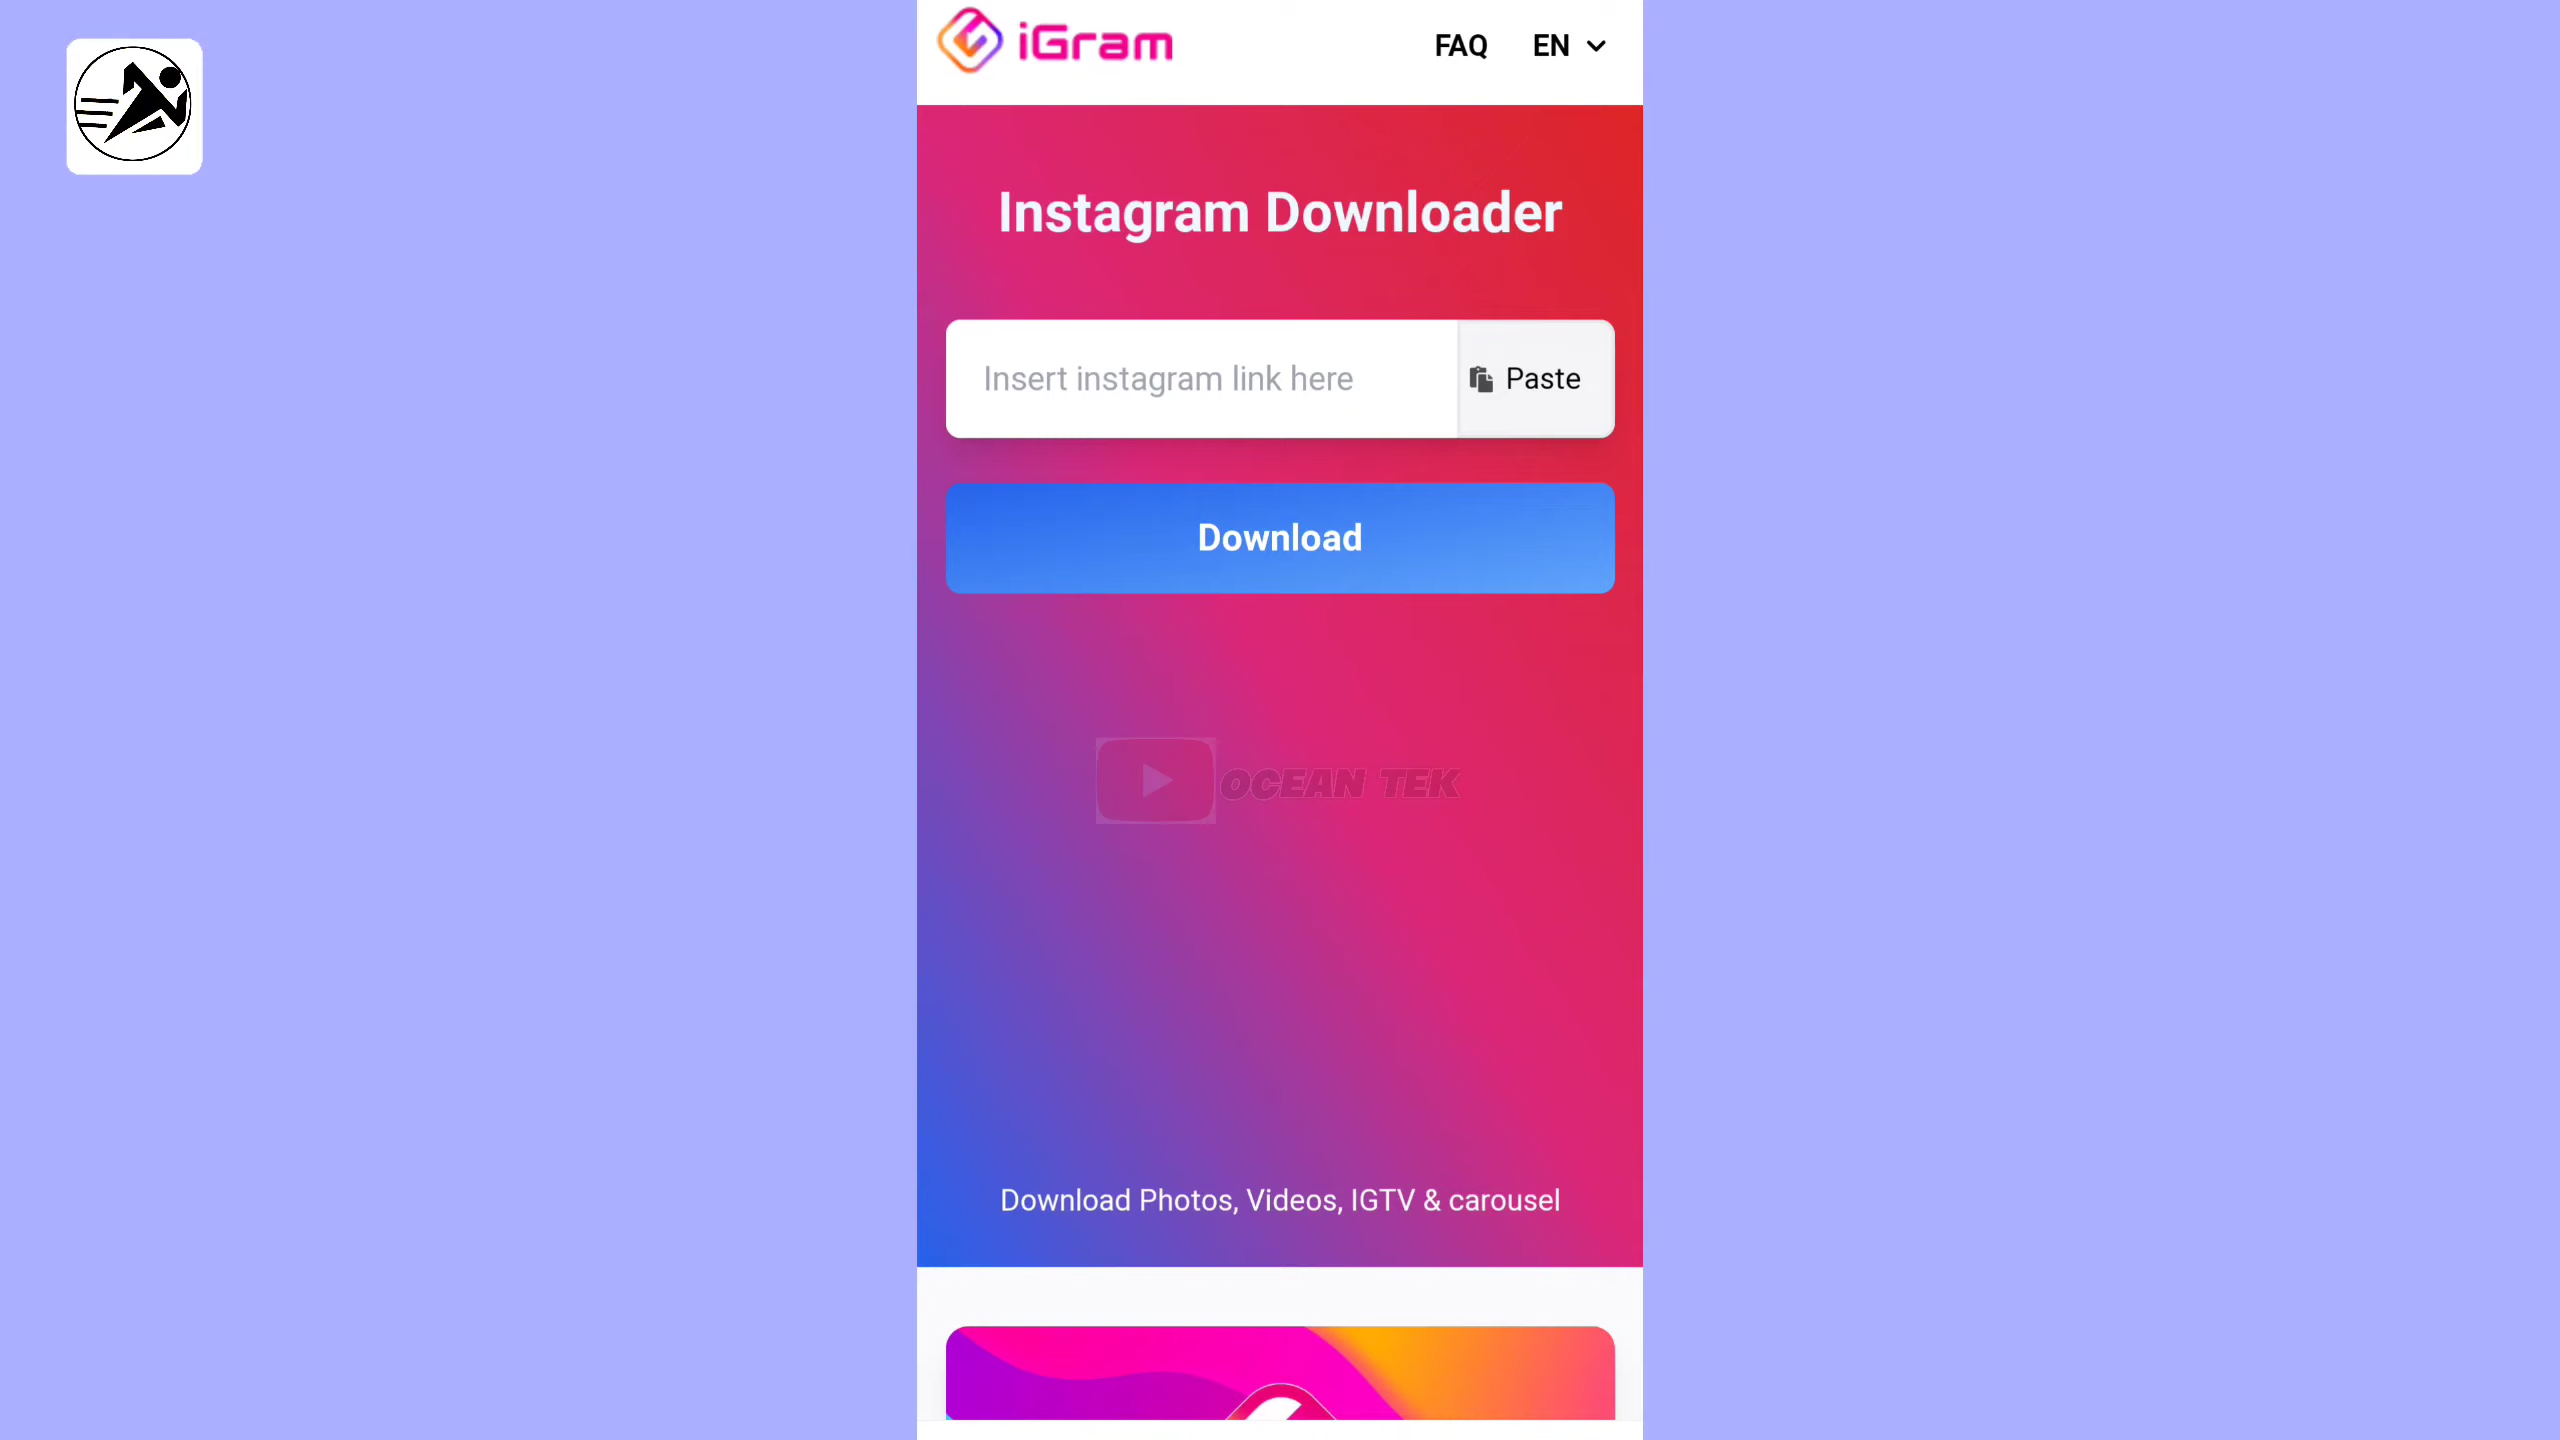 iGram
FAQ
EN
Instagram Downloader
Insert instagram link here
Paste
Download
OCEAN TEK
Download Photos, Videos, IGTV & carousel